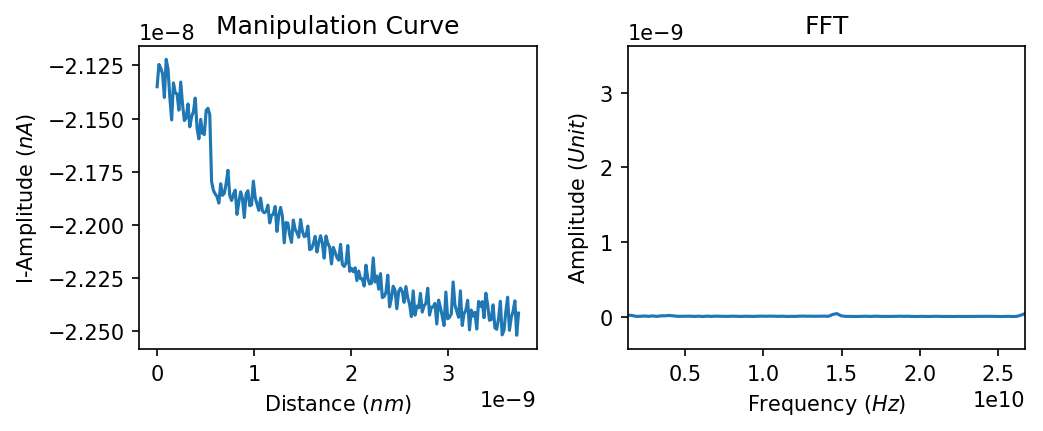 Manipulation Curve
1e−8
−2.125
−2.150
−2.175
−2.200
−2.225
−2.250
I-Amplitude (nA)
0 1 2 3
1e−9
Distance (nm)
FFT
1e−9
3
2
1
0
Amplitude (Unit)
0.5 1.0 1.5 2.0 2.5
1e10
Frequency (Hz)